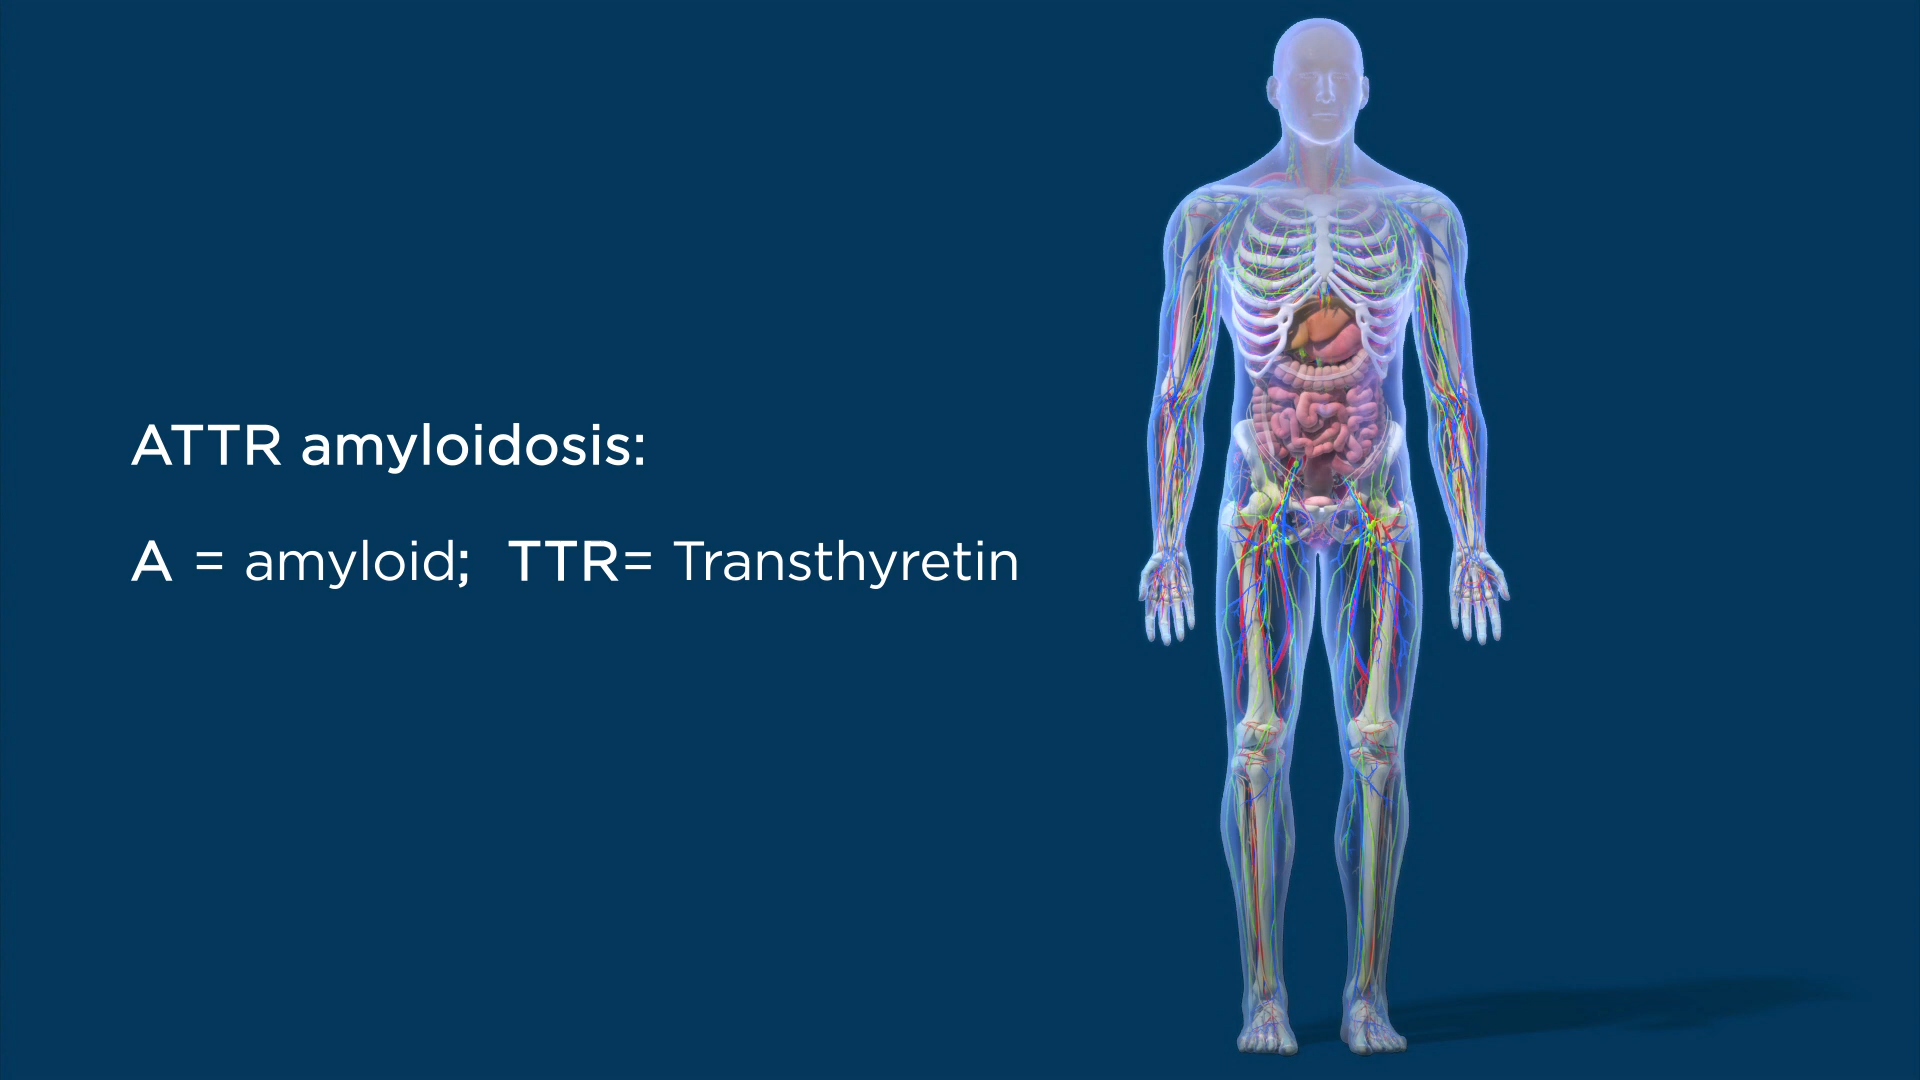 ATTR amyloidosis:
A = amyloid; TTR= Transthyretin